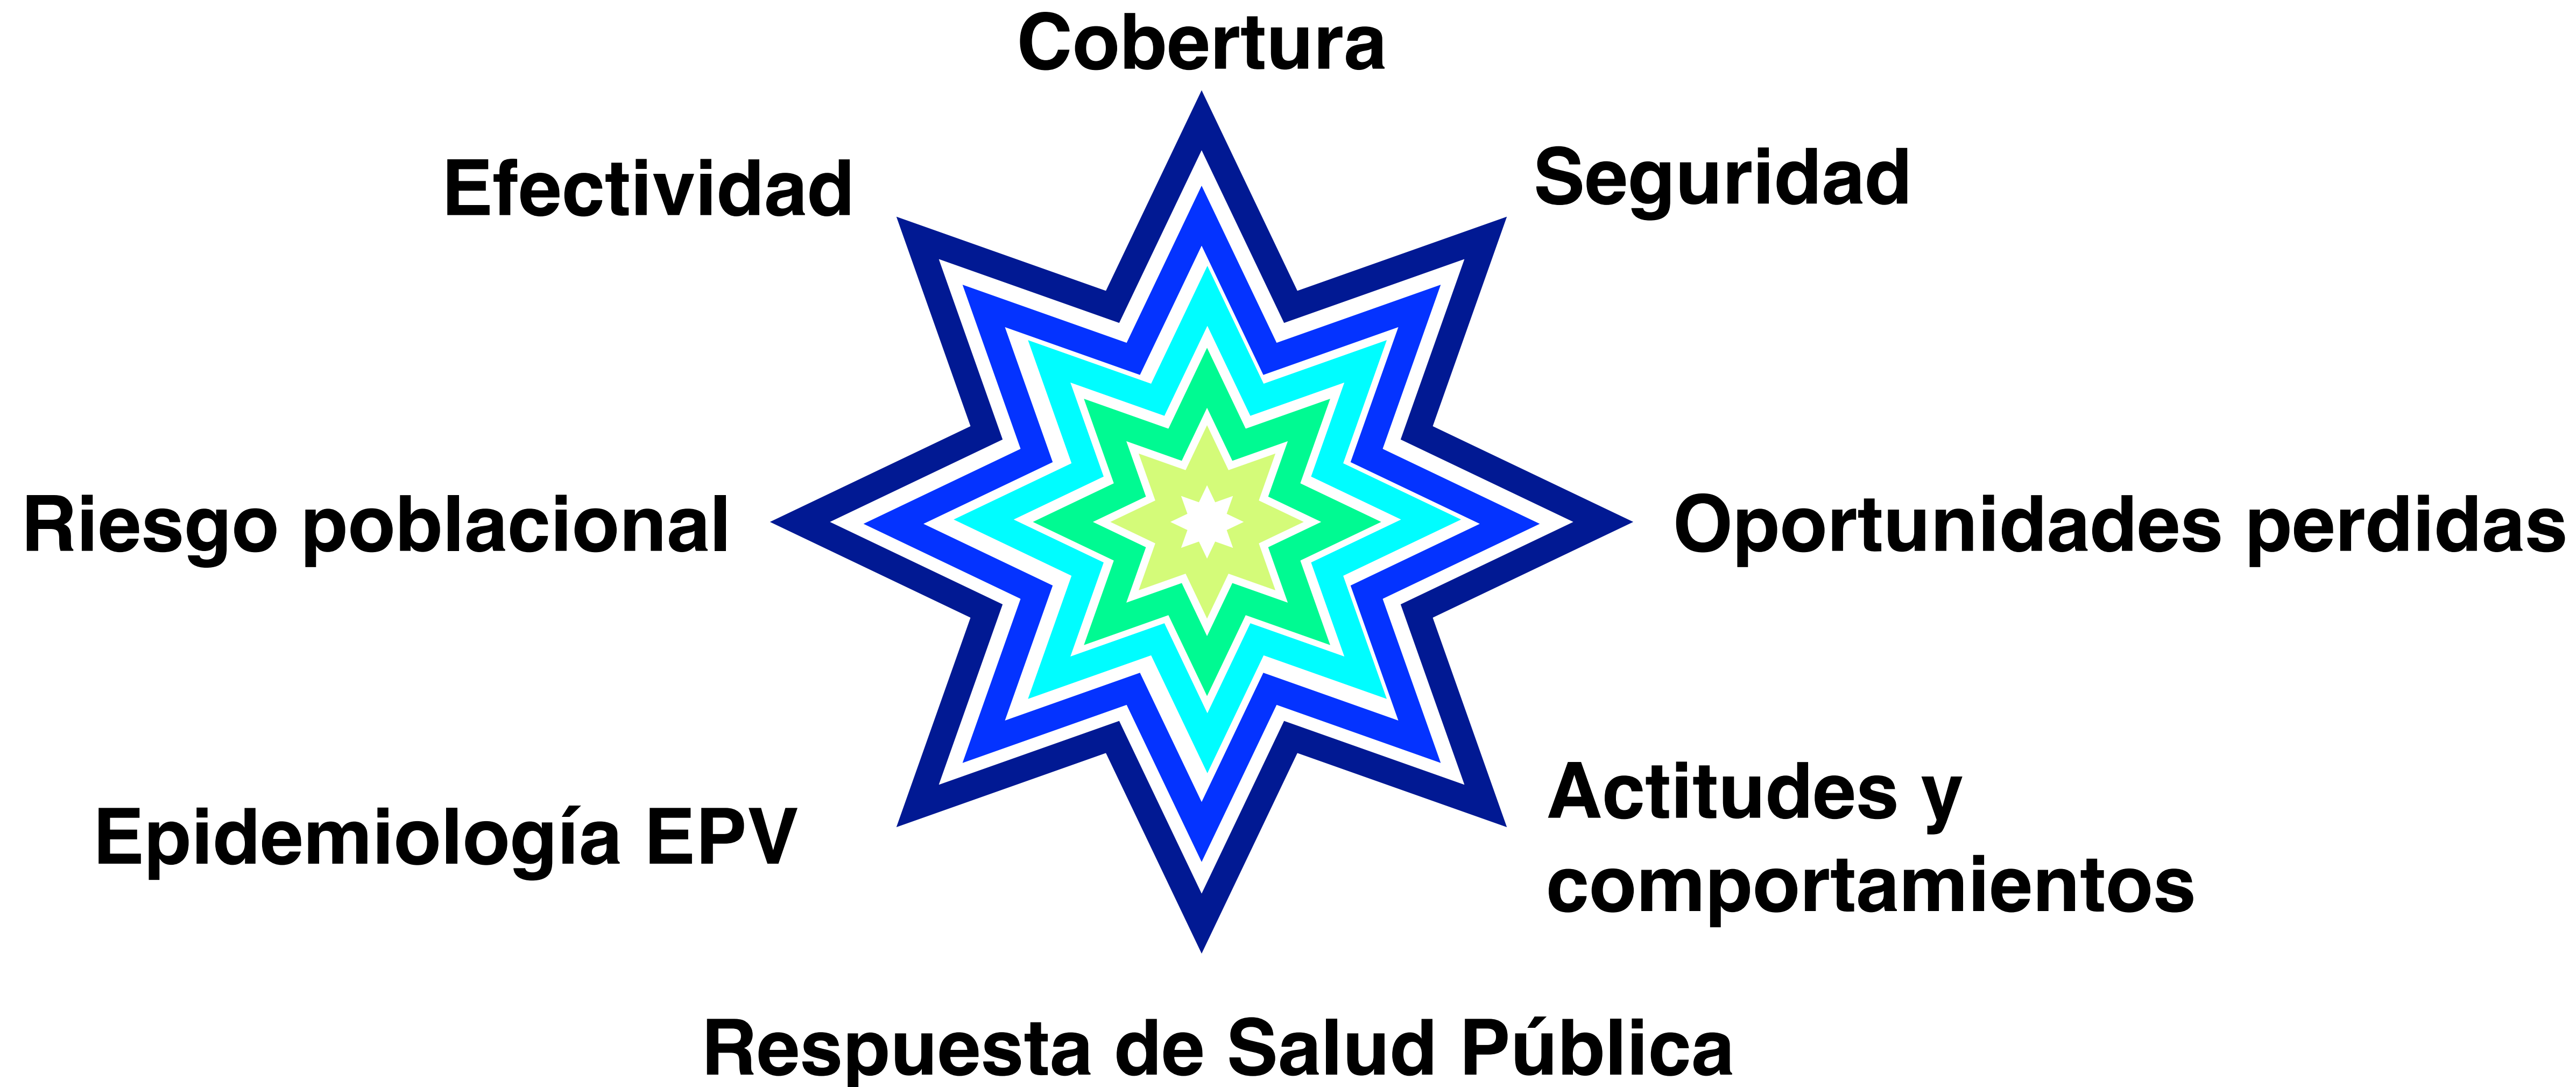 Cobertura
Efectividad
Seguridad
Riesgo poblacional
Oportunidades perdidas
Epidemiología EPV
Actitudes y
comportamientos
Respuesta de Salud Pública